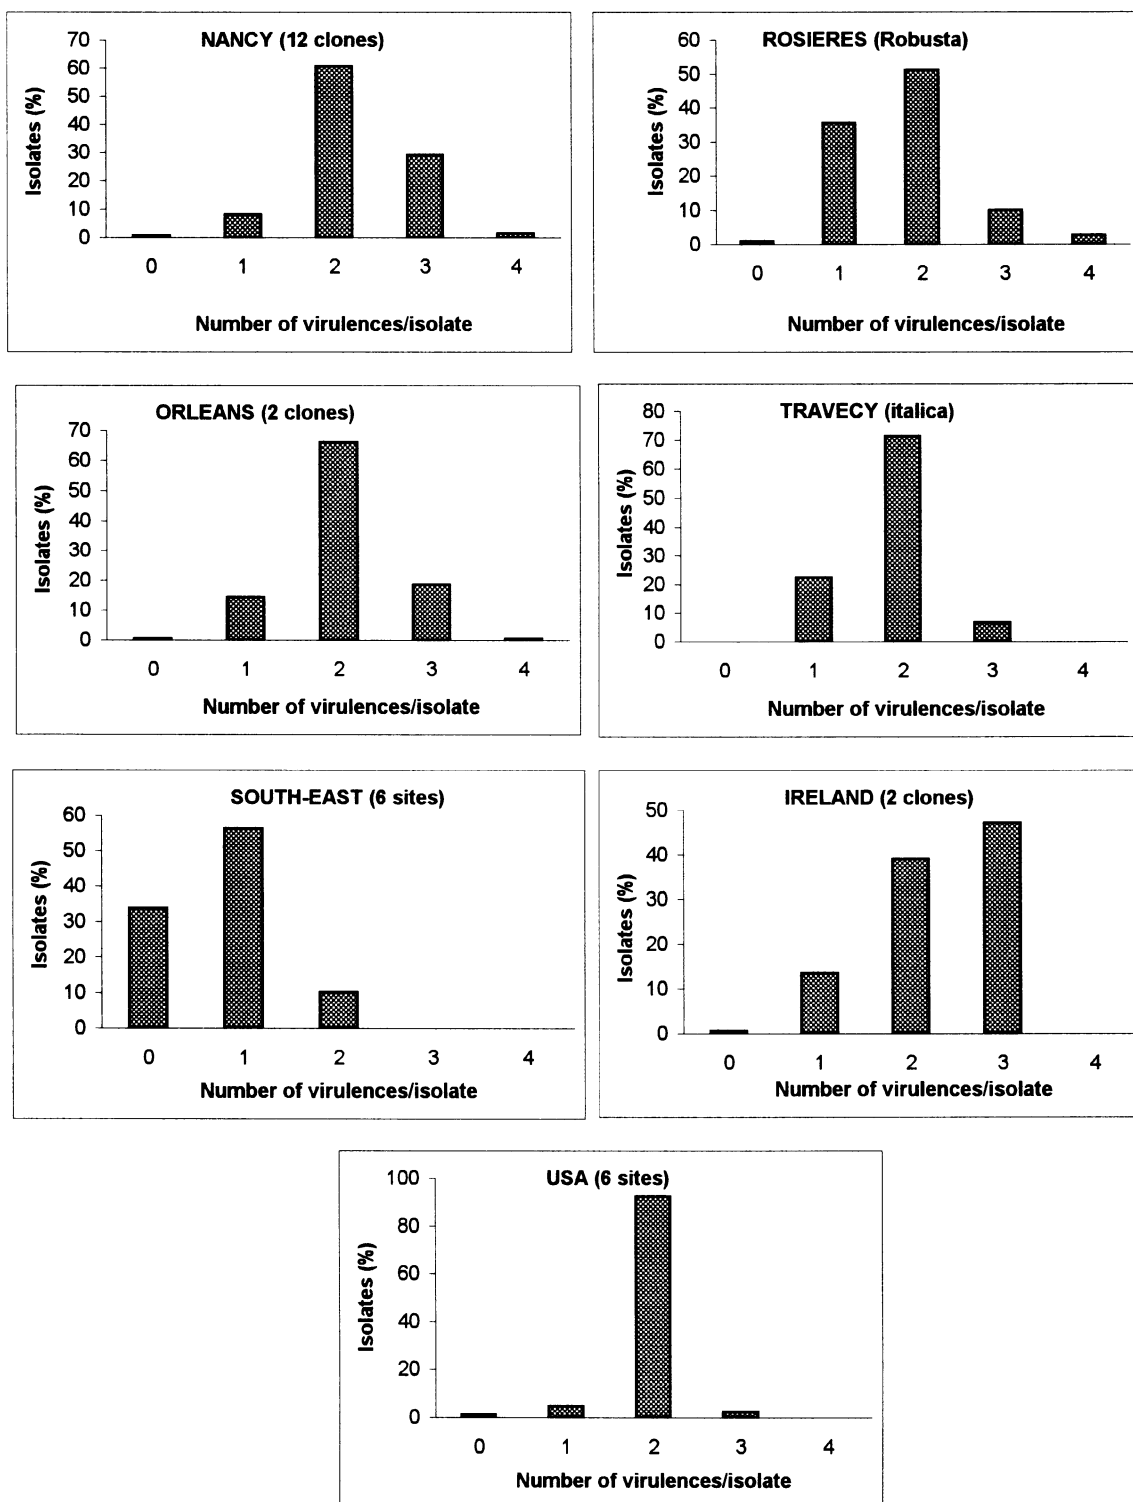 NANCY (12 clones)
Isolates (%)
70
60
50
40
30
20
10
0
0 1 2 3 4
Number of virulences/isolate
ROSIERES (Robusta)
Isolates (%)
60
50
40
30
20
10
0
0 1 2 3 4
Number of virulences/isolate
ORLEANS (2 clones)
Isolates (%)
70
60
50
40
30
20
10
0
0 1 2 3 4
Number of virulences/isolate
TRAVECY (italica)
Isolates (%)
80
70
60
50
40
30
20
10
0
0 1 2 3 4
Number of virulences/isolate
SOUTH-EAST (6 sites)
Isolates (%)
60
50
40
30
20
10
0
0 1 2 3 4
Number of virulences/isolate
IRELAND (2 clones)
Isolates (%)
50
40
30
20
10
0
0 1 2 3 4
Number of virulences/isolate
USA (6 sites)
Isolates (%)
100
80
60
40
20
0
0 1 2 3 4
Number of virulences/isolate